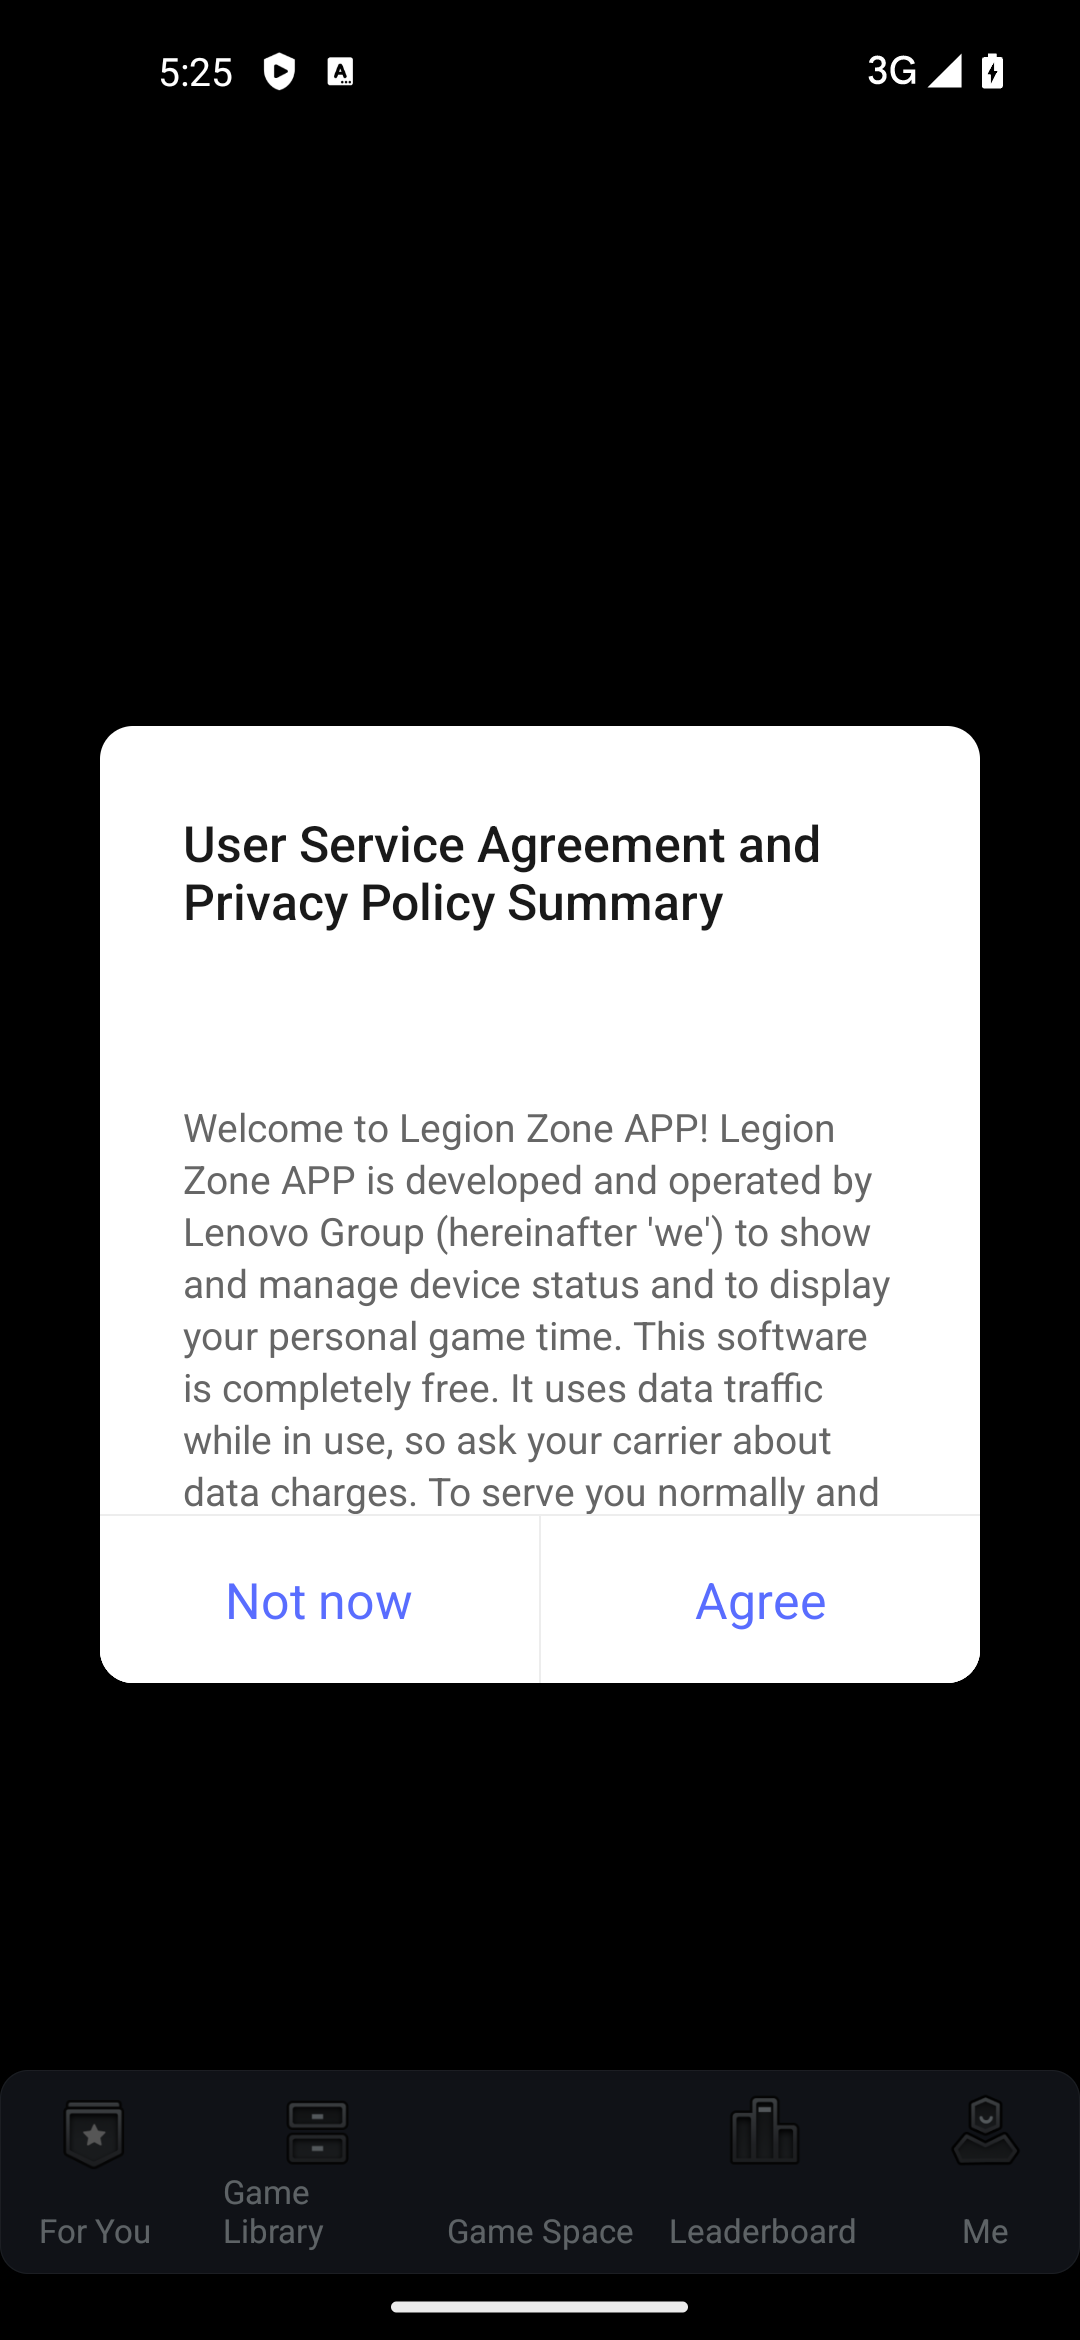 5:25
3G
User Service Agreement and
Privacy Policy Summary
Welcome to Legion Zone APP! Legion
Zone APP is developed and operated by
Lenovo Group (hereinafter 'we') to show
and manage device status and to display
your personal game time. This software
is completely free. It uses data traffic
while in use, so ask your carrier about
data charges. To serve you normally and
Not now
Agree
For You
Game
Library
Game Space
Leaderboard
Me